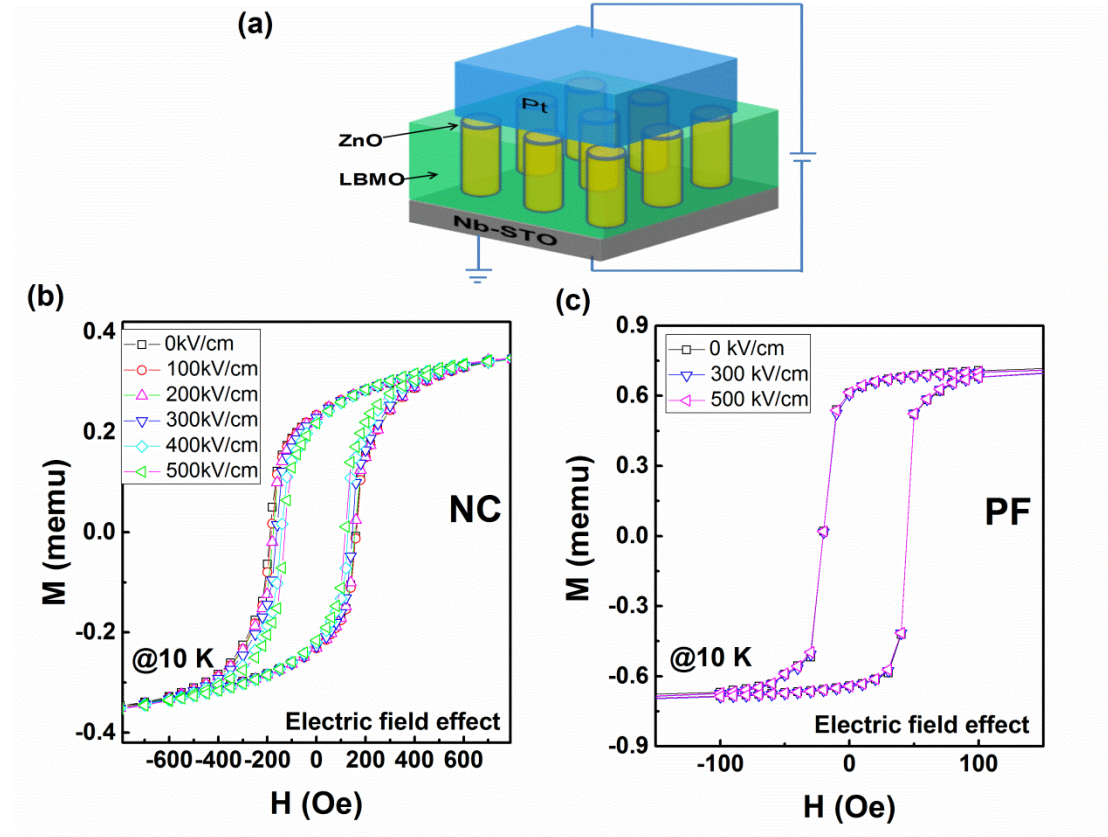 (a)
Pt
ZnO
LBMO
Nb-STO
(b)
0kV/cm
100kV/cm
200kV/cm
300kV/cm
400kV/cm
500kV/cm
NC
@10 K
Electric field effect
M (memu)
0.4
0.2
0.0
-0.2
-0.4
-600 -400 -200 0 200 400 600
H (Oe)
(c)
0 kV/cm
300 kV/cm
500 kV/cm
PF
@10 K
Electric field effect
M (memu)
0.9
0.6
0.3
0.0
-0.3
-0.6
-0.9
-100 0 100
H (Oe)